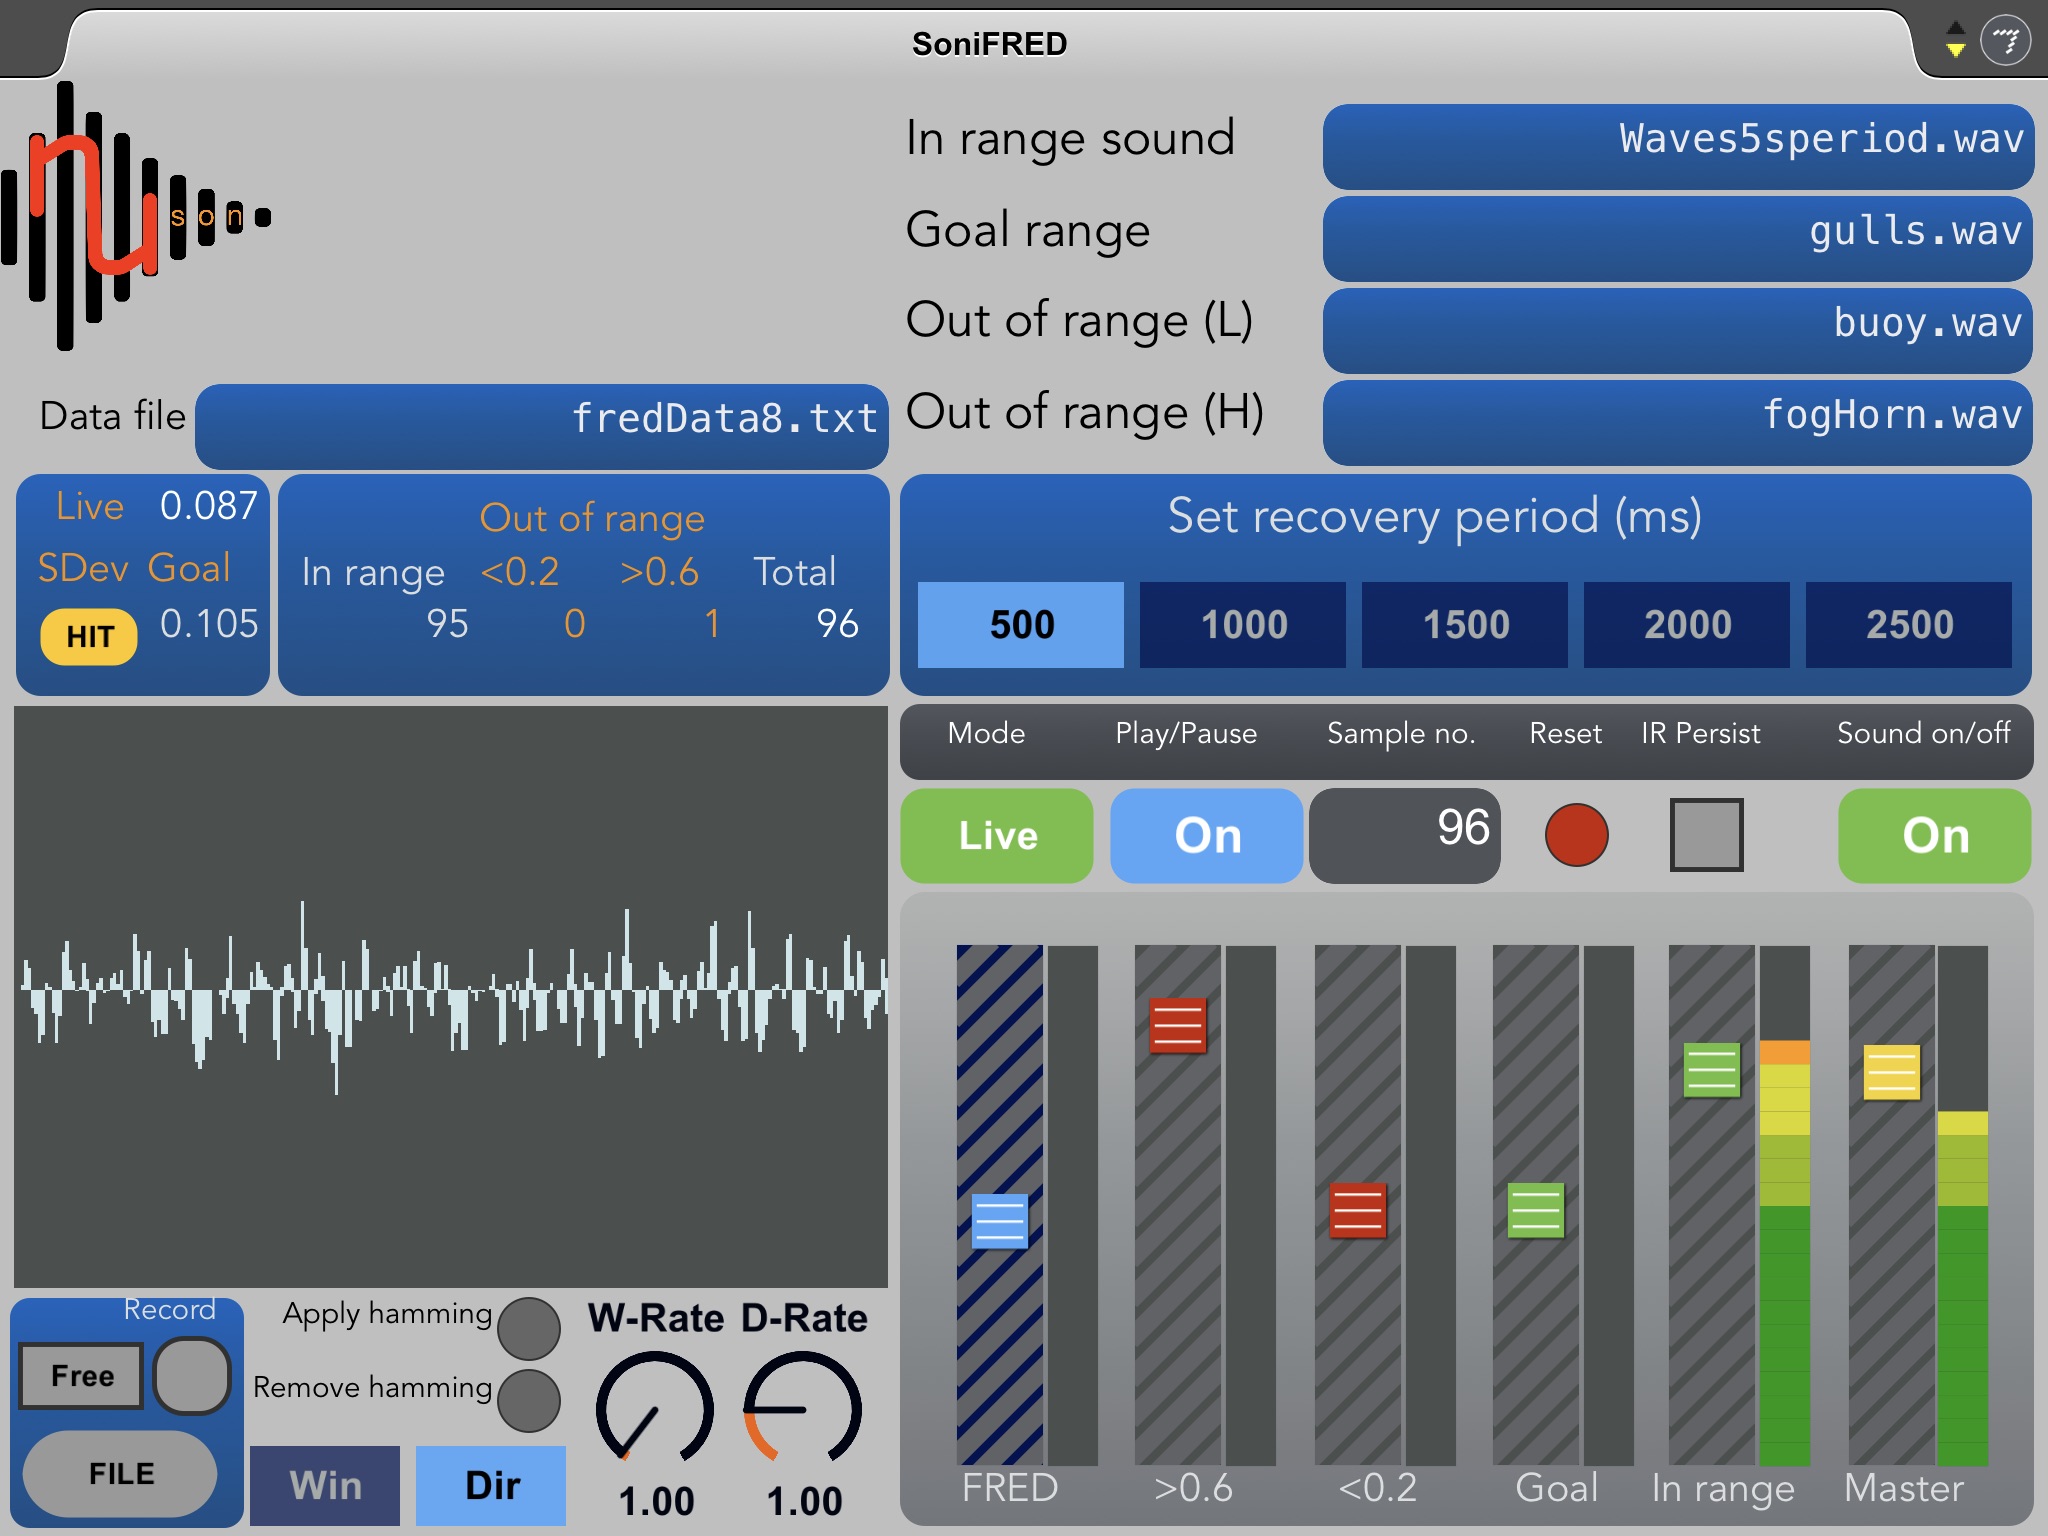 SoniFRED
son
In range sound Waves5speriod.wav
Goal range gulls.wav
Out of range (L) buoy.wav
Out of range (H) fogHorn.wav
Data file fredData8.txt
Live 0.087
SDev Goal
HIT 0.105
Out of range
In range <0.2 >0.6 Total
95 0 1 96
Set recovery period (ms)
500 1000 1500 2000 2500
Mode Play/Pause Sample no. Reset IR Persist Sound on/off
Live On 96 On
FRED >0.6 <0.2 Goal In range Master
Record
Free
FILE
Apply hamming
Remove hamming
Win Dir
W-Rate D-Rate
1.00 1.00